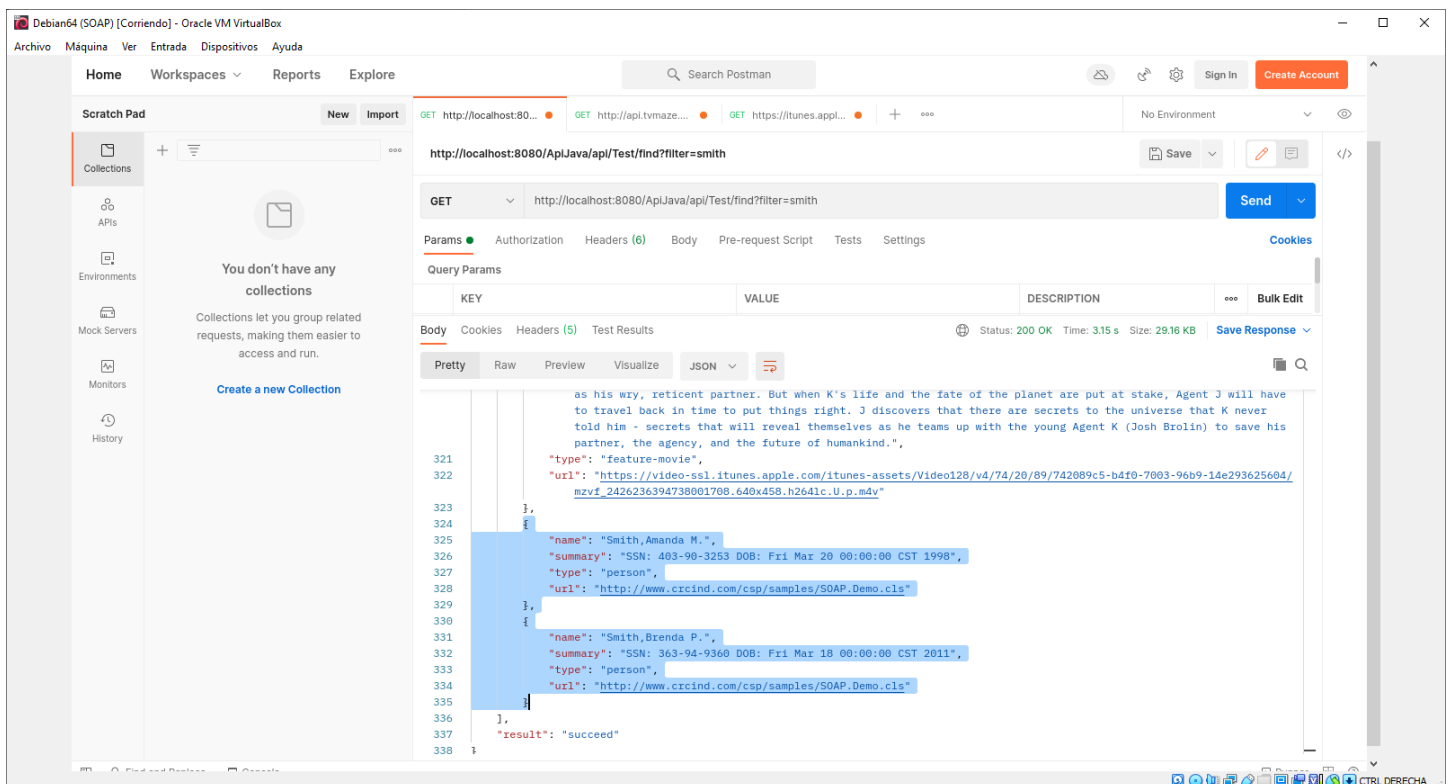 Debian64 (SOAP) [Corriendo] - Oracle VM VirtualBox
Archivo Máquina Ver Entrada Dispositivos Ayuda
Home Workspaces Reports Explore
Search Postman
Sign In Create Account
Scratch Pad New Import
GET http://localhost:80... GET http://api.tvmaze.... GET https://itunes.appl...
No Environment
Collections
APIs
Environments
Mock Servers
Monitors
History
You don't have any
collections
Collections let you group related
requests, making them easier to
access and run.
Create a new Collection
http://localhost:8080/ApiJava/api/Test/find?filter=smith
Save
GET http://localhost:8080/ApiJava/api/Test/find?filter=smith Send
Params Authorization Headers (6) Body Pre-request Script Tests Settings Cookies
Query Params
KEY VALUE DESCRIPTION Bulk Edit
Body Cookies Headers (5) Test Results Status: 200 OK Time: 3.15 s Size: 29.16 KB Save Response
Pretty Raw Preview Visualize JSON
as his wry, reticent partner. But when K's life and the fate of the planet are put at stake, Agent J will have
to travel back in time to put things right. J discovers that there are secrets to the universe that K never
told him - secrets that will reveal themselves as he teams up with the young Agent K (Josh Brolin) to save his
partner, the agency, and the future of humankind.",
321 "type": "feature-movie",
322 "url": "https://video-ssl.itunes.apple.com/itunes-assets/Video128/v4/74/20/89/742089c5-b4f0-7003-96b9-14e293625604/
mzvf_2426236394738001708.640x458.h264lc.U.p.m4v"
323 },
324 {
325 "name": "Smith,Amanda M.",
326 "summary": "SSN: 403-90-3253 DOB: Fri Mar 20 00:00:00 CST 1998",
327 "type": "person",
328 "url": "http://www.crcind.com/csp/samples/SOAP.Demo.cls"
329 },
330 {
331 "name": "Smith,Brenda P.",
332 "summary": "SSN: 363-94-9360 DOB: Fri Mar 18 00:00:00 CST 2011",
333 "type": "person",
334 "url": "http://www.crcind.com/csp/samples/SOAP.Demo.cls"
335 }
336 ],
337 "result": "succeed"
338 }
Find and Replace Console
Runner
CTRL DERECHA